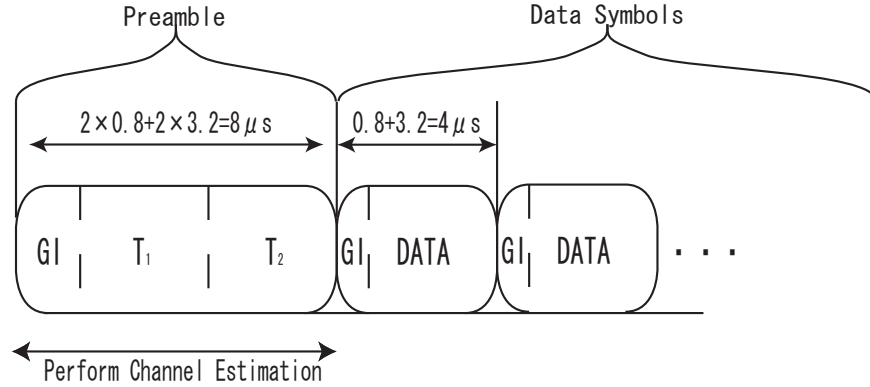 Preamble
Data Symbols
2×0.8+2×3.2=8μs
0.8+3.2=4μs
GI
T₁
T₂
GI
DATA
GI
DATA
···
Perform Channel Estimation